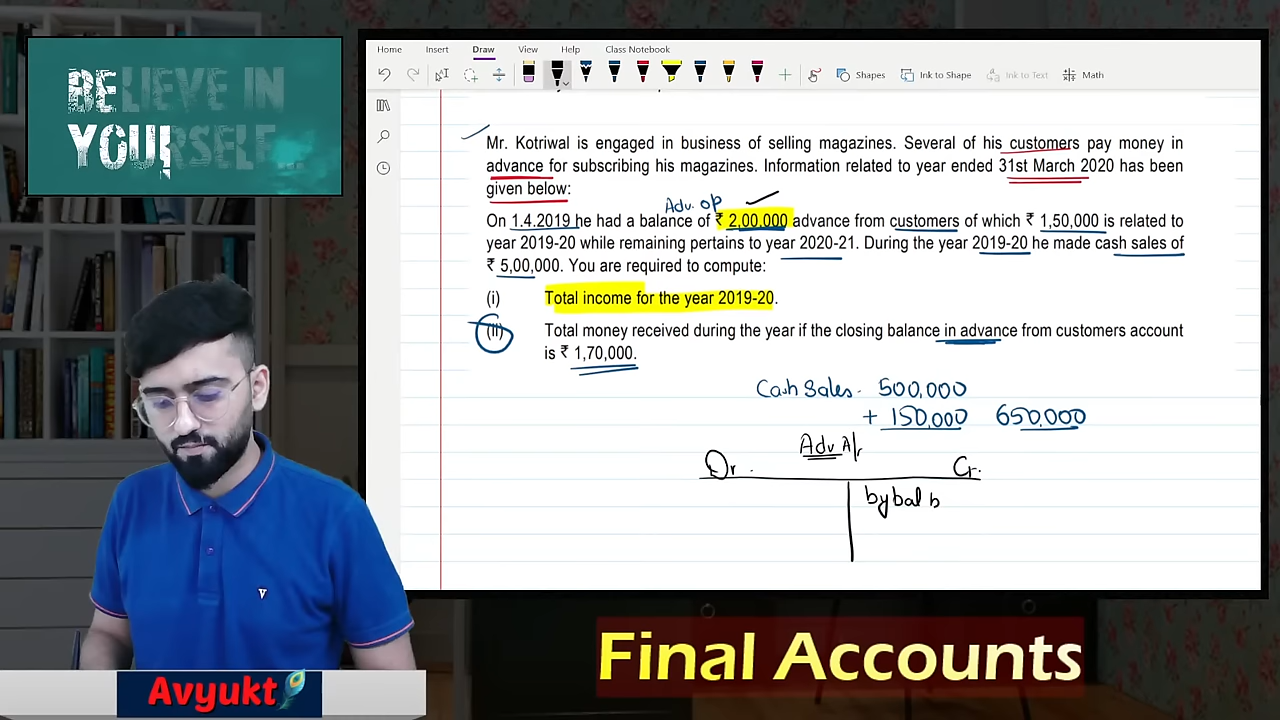 BELIEVE IN
YOURSELF...
Home Insert Draw View Help Class Notebook
Shapes Ink to Shape Ink to Text Math
Mr. Kotriwal is engaged in business of selling magazines. Several of his customers pay money in
advance for subscribing his magazines. Information related to year ended 31st March 2020 has been
given below:
Adv. op
On 1.4.2019 he had a balance of ₹ 2,00,000 advance from customers of which ₹ 1,50,000 is related to
year 2019-20 while remaining pertains to year 2020-21. During the year 2019-20 he made cash sales of
₹ 5,00,000. You are required to compute:
(i) Total income for the year 2019-20.
(ii) Total money received during the year if the closing balance in advance from customers account
is ₹ 1,70,000.
Cash Sales - 500,000
+ 150,000 650,000
Adv A/r
Dr. Cr.
by bal b
Final Accounts
Avyukt